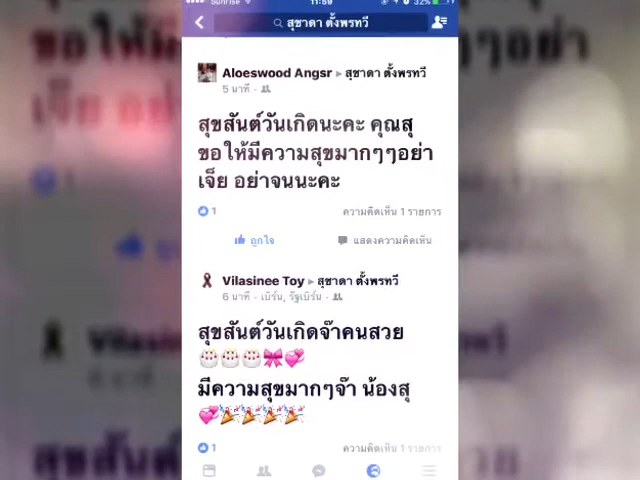 Sunrise
11:59
32%
สุชาดา ตั้งพรทวี
Aloeswood Angsr ▸ สุชาดา ตั้งพรทวี
5 นาที ·
สุขสันต์วันเกิดนะคะ คุณสุ
ขอให้มีความสุขมากๆๆอย่า
เจ็ย อย่าจนนะคะ
1
ความคิดเห็น 1 รายการ
ถูกใจ
แสดงความคิดเห็น
Vilasinee Toy ▸ สุชาดา ตั้งพรทวี
6 นาที · เบิร์น, รัฐเบิร์น ·
สุขสันต์วันเกิดจ๊าคนสวย
🎂🎂🎂🎀💞
มีความสุขมากๆจ๊า น้องสุ
💞🎉🎉🎉🎉
1
ความคิดเห็น 1 รายการ